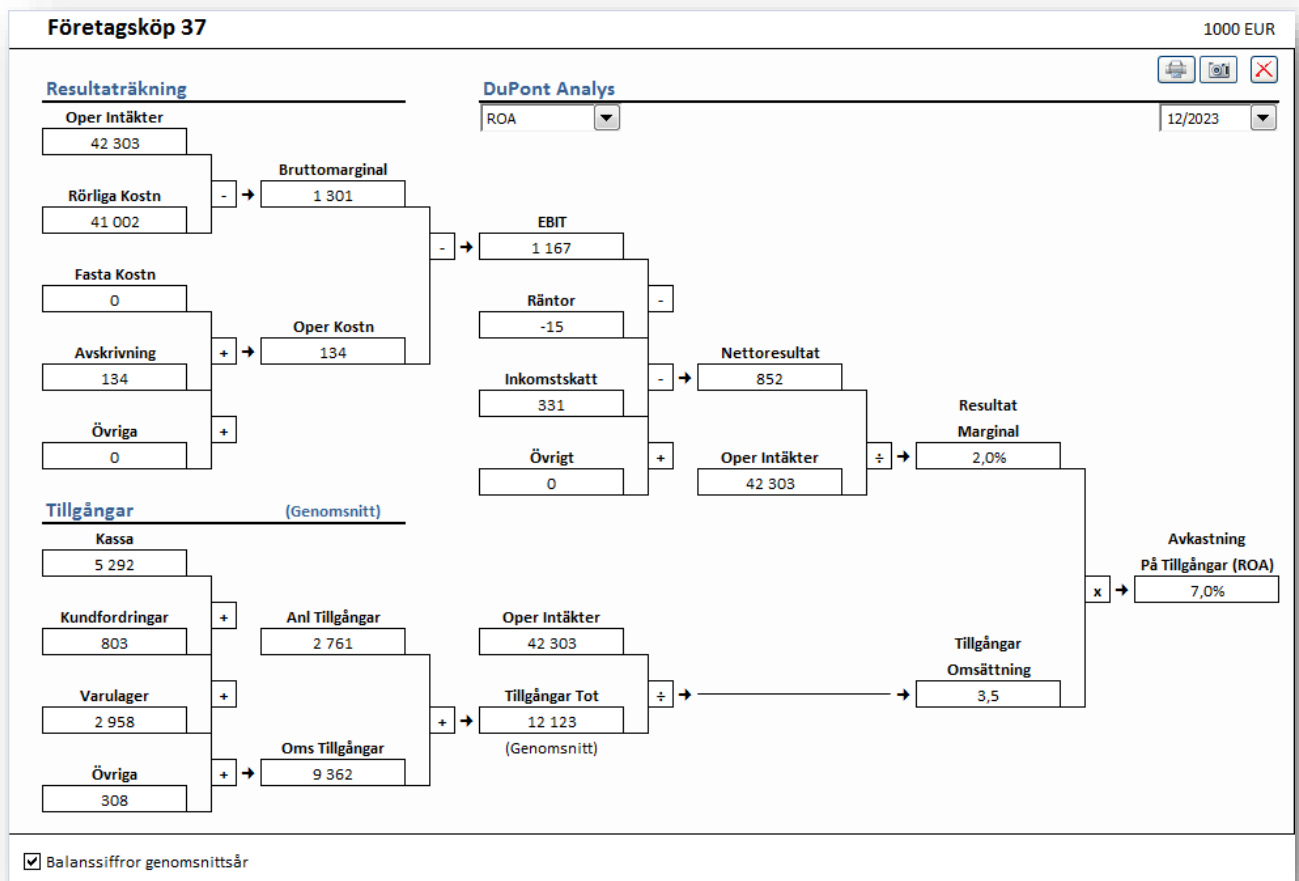 Företagsköp 37
1000 EUR
Resultaträkning
DuPont Analys
ROA
12/2023
Oper Intäkter
42 303
Bruttomarginal
1 301
Rörliga Kostn
41 002
-
EBIT
1 167
-
Fasta Kostn
0
Räntor
-15
-
Oper Kostn
134
Avskrivning
134
+
Nettoresultat
852
Inkomstskatt
331
-
Resultat
Marginal
2,0%
Övriga
0
+
Övrigt
0
+
Oper Intäkter
42 303
÷
Tillgångar
(Genomsnitt)
Kassa
5 292
Avkastning
På Tillgångar (ROA)
7,0%
x
Kundfordringar
803
+
Anl Tillgångar
2 761
Oper Intäkter
42 303
Tillgångar
Omsättning
3,5
Varulager
2 958
+
Tillgångar Tot
12 123
(Genomsnitt)
+
÷
Oms Tillgångar
9 362
Övriga
308
+
Balanssiffror genomsnittsår